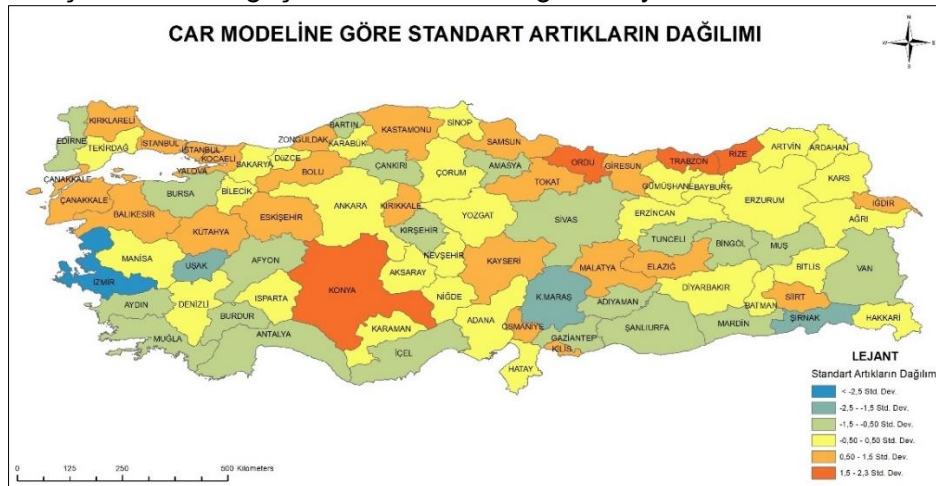 CAR MODELİNE GÖRE STANDART ARTIKLARIN DAĞILIMI
N
W E
S
KIRKLARELİ
EDİRNE
TEKİRDAĞ
İSTANBUL
İSTANBUL
KOCAELİ
YALOVA
SAKARYA
DÜZCE
ZONGULDAK
BARTIN
KARABÜK
KASTAMONU
SİNOP
SAMSUN
ORDU
GİRESUN
TRABZON
RİZE
ARTVİN
ARDAHAN
ÇANAKKALE
ÇANAKKALE
BALIKESİR
BURSA
BİLECİK
BOLU
ÇANKIRI
ÇORUM
AMASYA
TOKAT
GÜMÜŞHANE
BAYBURT
ERZURUM
KARS
IĞDIR
AĞRI
KÜTAHYA
ESKİŞEHİR
ANKARA
KIRIKKALE
YOZGAT
SİVAS
ERZİNCAN
TUNCELİ
BİNGÖL
MUŞ
MANİSA
UŞAK
AFYON
KIRŞEHİR
NEVŞEHİR
KAYSERİ
MALATYA
ELAZIĞ
BİTLİS
VAN
İZMİR
AYDIN
DENİZLİ
ISPARTA
BURDUR
KONYA
AKSARAY
NİĞDE
K.MARAŞ
ADIYAMAN
DİYARBAKIR
BATMAN
SİİRT
ŞIRNAK
HAKKARİ
MUĞLA
ANTALYA
KARAMAN
İÇEL
ADANA
OSMANİYE
GAZİANTEP
KİLİS
ŞANLIURFA
MARDİN
HATAY
LEJANT
Standart Artıkların Dağılımı
< -2,5 Std. Dev.
-2,5 - -1,5 Std. Dev.
-1,5 - -0,50 Std. Dev.
-0,50 - 0,50 Std. Dev.
0,50 - 1,5 Std. Dev.
1,5 - 2,3 Std. Dev.
0 125 250 500 Kilometers